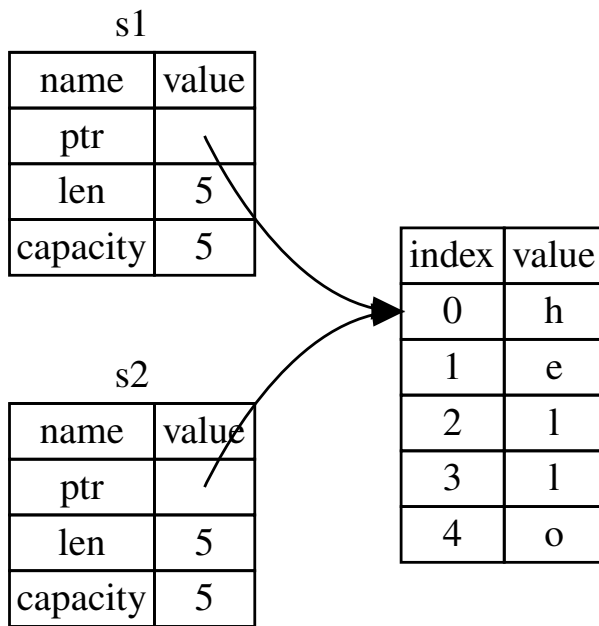 s1
name value
ptr
len 5
capacity 5
s2
name value
ptr
len 5
capacity 5
index value
0 h
1 e
2 l
3 l
4 o